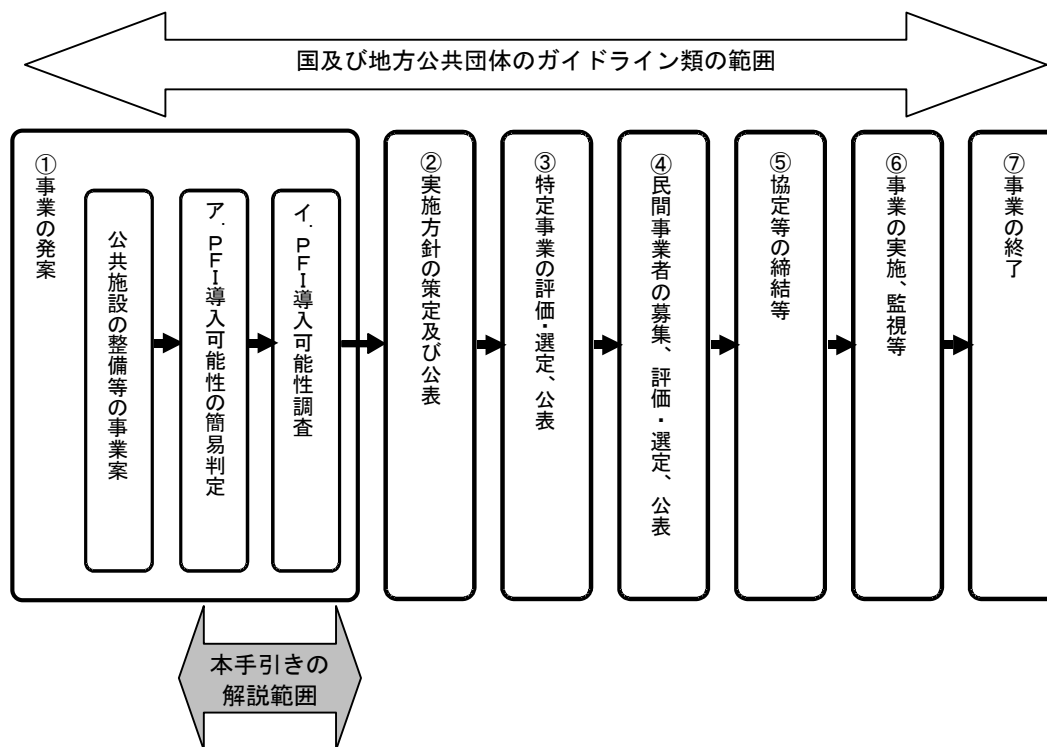 国及び地方公共団体のガイドライン類の範囲
①事業の発案
公共施設の整備等の事業案
ア．ＰＦＩ導入可能性の簡易判定
イ．ＰＦＩ導入可能性調査
②実施方針の策定及び公表
③特定事業の評価・選定、公表
④民間事業者の募集、評価・選定、公表
⑤協定等の締結等
⑥事業の実施、監視等
⑦事業の終了
本手引きの
解説範囲